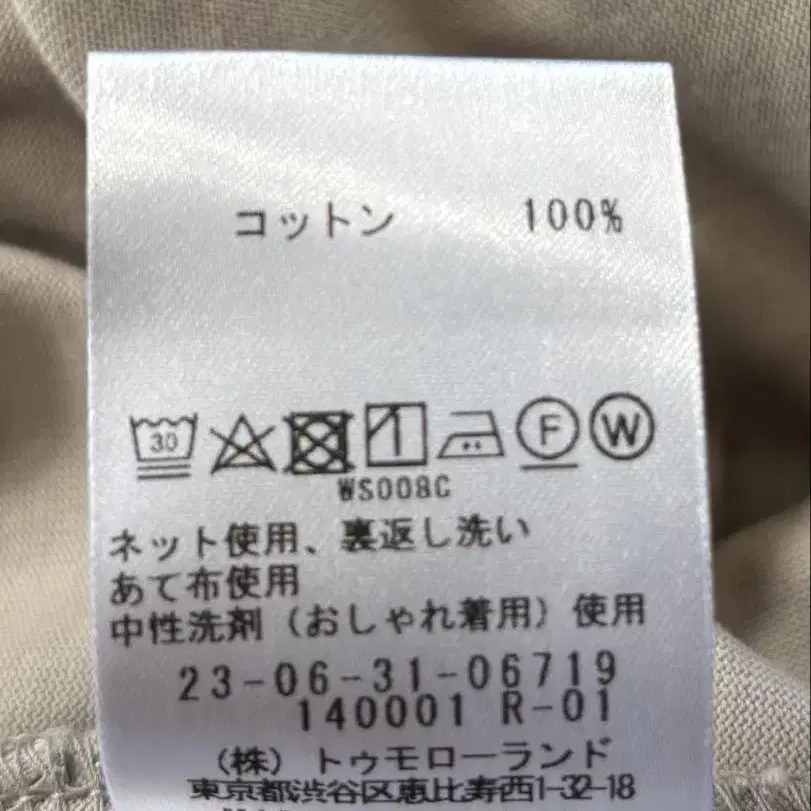 コットン 100%
30 F W
WS008C
ネット使用、裏返し洗い
あて布使用
中性洗剤（おしゃれ着用）使用
23-06-31-06719
140001 R-01
（株）トゥモローランド
東京都渋谷区恵比寿西1-32-18